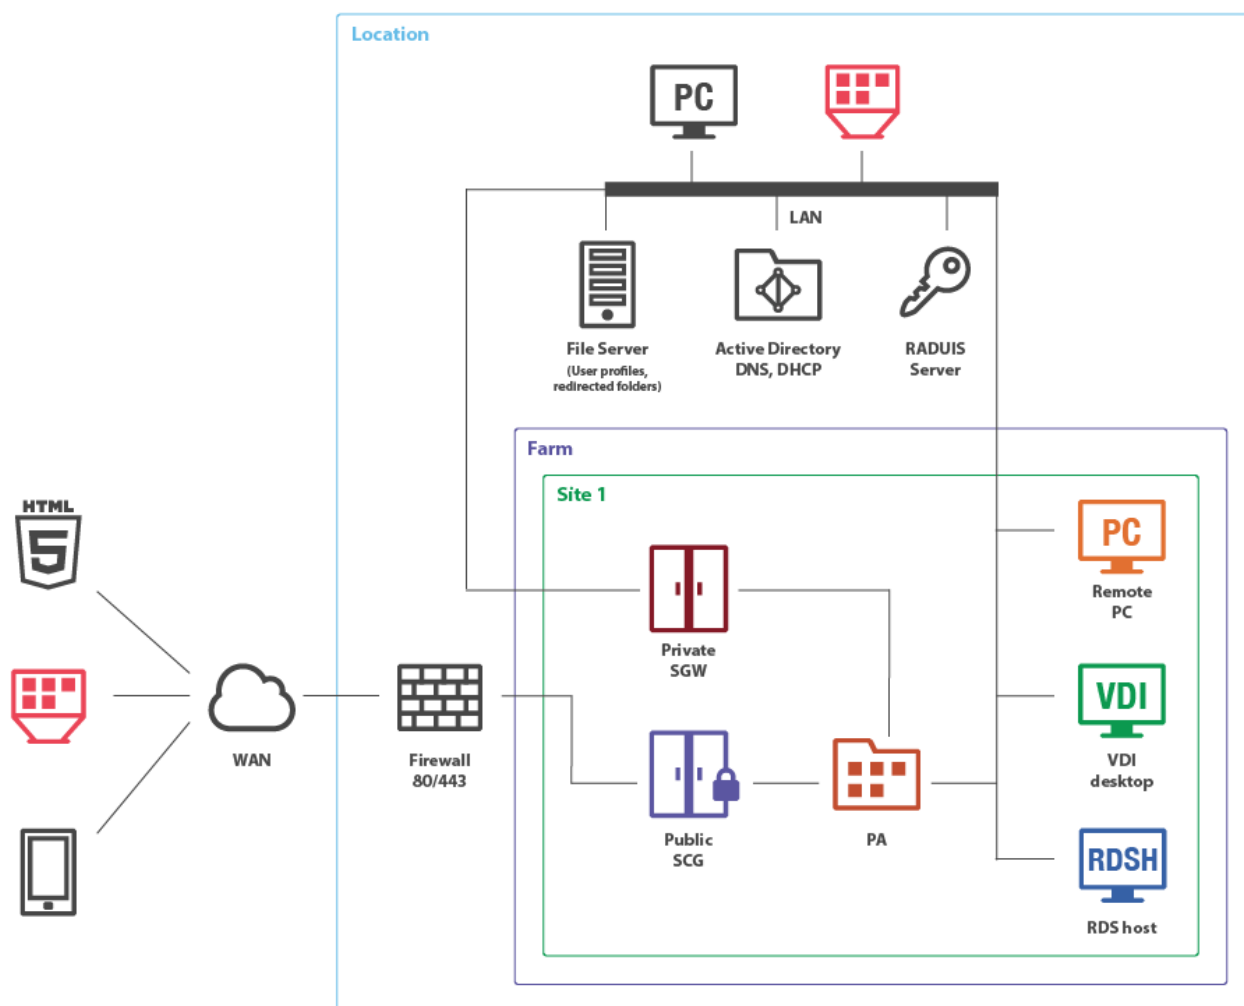 Location
PC
LAN
File Server
(User profiles,
redirected folders)
Active Directory
DNS, DHCP
RADUIS
Server
Farm
Site 1
HTML
5
WAN
Firewall
80/443
Private
SGW
Public
SCG
PA
PC
Remote
PC
VDI
VDI
desktop
RDSH
RDS host